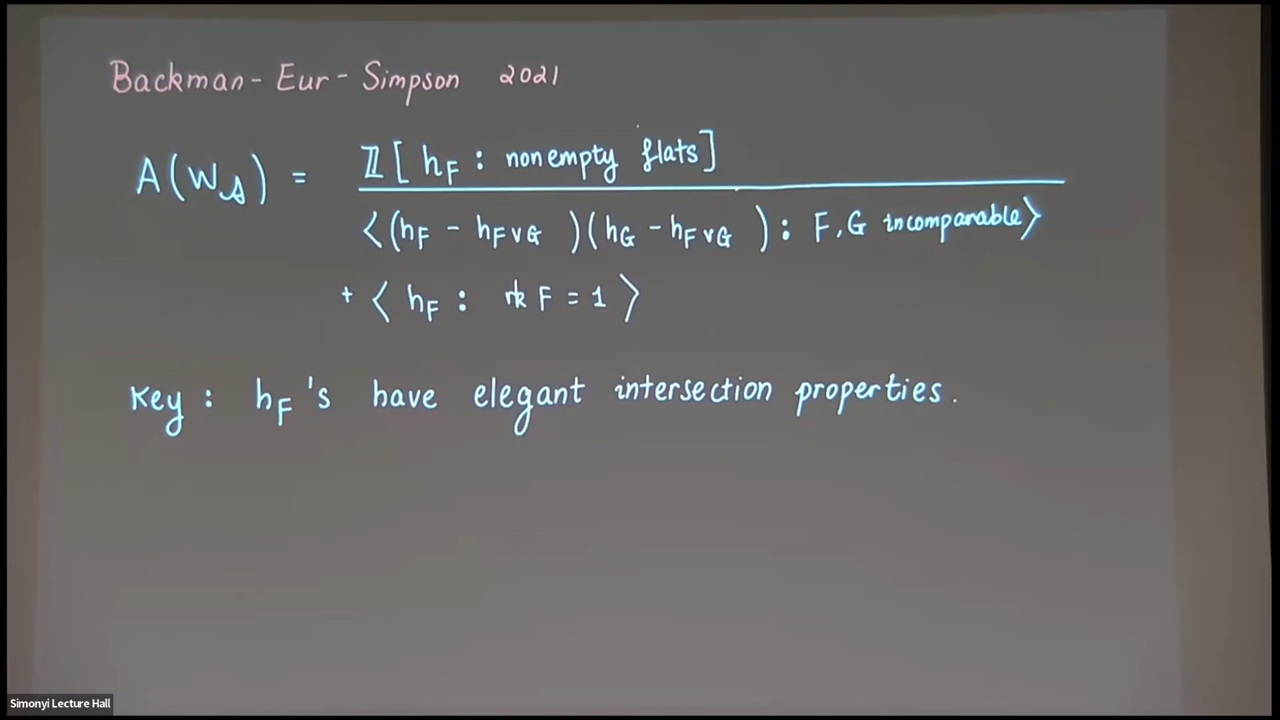 Backman-Eur-Simpson 2021
A(W_𝒜) = ℤ[h_F : nonempty flats]
⟨(h_F - h_F∨G)(h_G - h_F∨G) : F,G incomparable⟩
+ ⟨h_F : rk F = 1⟩
Key : h_F's have elegant intersection properties.
Simonyi Lecture Hall